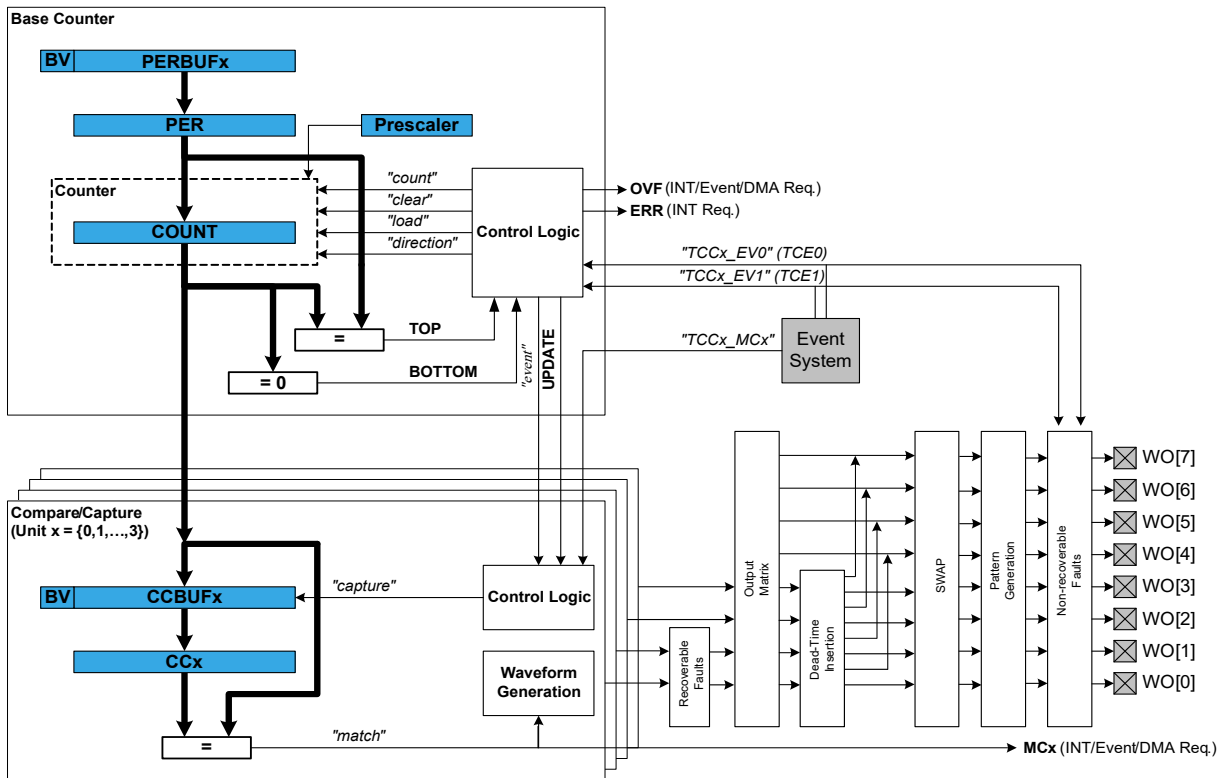 Base Counter
BV PERBUFx
PER
Prescaler
Counter
COUNT
"count"
"clear"
"load"
"direction"
Control Logic
OVF (INT/Event/DMA Req.)
ERR (INT Req.)
"TCCx_EV0" (TCE0)
"TCCx_EV1" (TCE1)
"TCCx_MCx"
Event
System
=
TOP
= 0
BOTTOM
"event"
UPDATE
Compare/Capture
(Unit x = {0,1,…,3})
BV CCBUFx
"capture"
Control Logic
CCx
Waveform
Generation
=
"match"
Recoverable
Faults
Output
Matrix
Dead-Time
Insertion
SWAP
Pattern
Generation
Non-recoverable
Faults
WO[7]
WO[6]
WO[5]
WO[4]
WO[3]
WO[2]
WO[1]
WO[0]
MCx (INT/Event/DMA Req.)